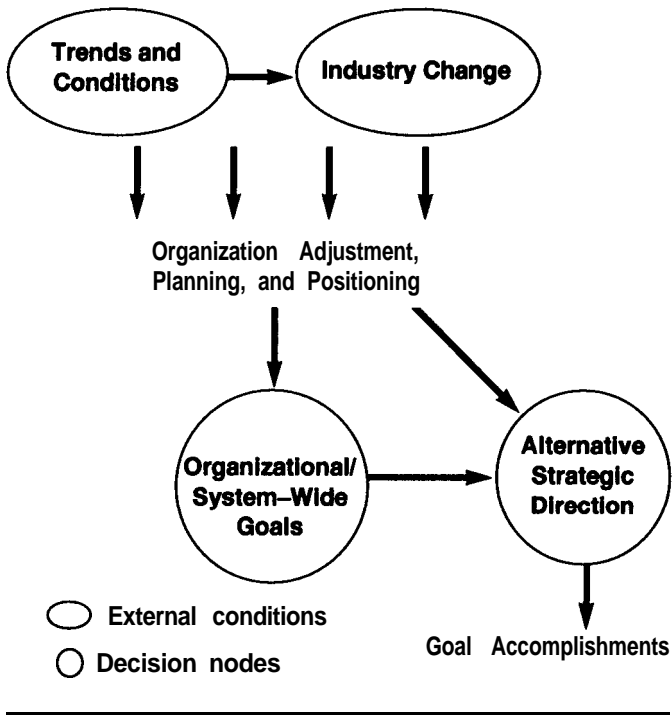 Trends and
Conditions
Industry Change
Organization Adjustment,
Planning, and Positioning
Organizational/
System–Wide
Goals
Alternative
Strategic
Direction
External conditions
Decision nodes
Goal Accomplishments